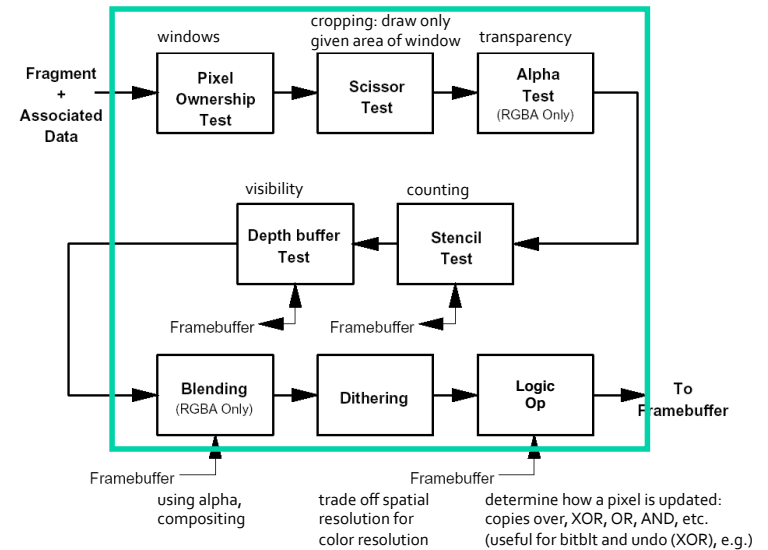 windows
cropping: draw only
given area of window
transparency
Fragment
+
Associated
Data
Pixel
Ownership
Test
Scissor
Test
Alpha
Test
(RGBA Only)
visibility
counting
Depth buffer
Test
Stencil
Test
Framebuffer
Framebuffer
Blending
(RGBA Only)
Dithering
Logic
Op
To
Framebuffer
Framebuffer
using alpha,
compositing
trade off spatial
resolution for
color resolution
Framebuffer
determine how a pixel is updated:
copies over, XOR, OR, AND, etc.
(useful for bitblt and undo (XOR), e.g.)